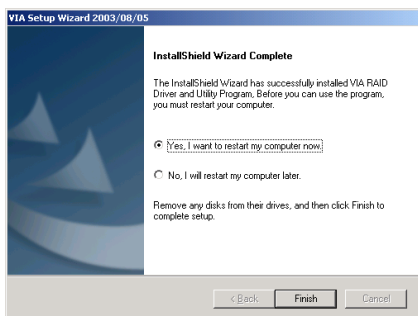 VIA Setup Wizard 2003/08/05
InstallShield Wizard Complete
The InstallShield Wizard has successfully installed VIA RAID
Driver and Utility Program. Before you can use the program,
you must restart your computer.
Yes, I want to restart my computer now.
No, I will restart my computer later.
Remove any disks from their drives, and then click Finish to
complete setup.
< Back
Finish
Cancel